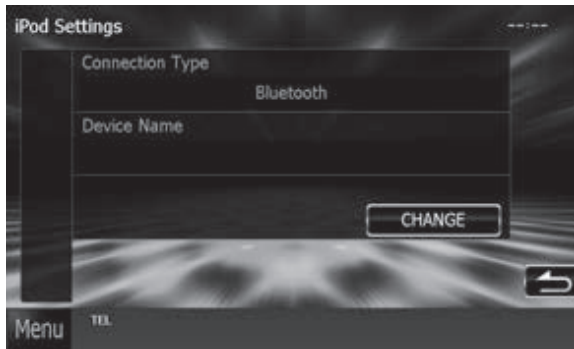 iPod Settings
--:--
Connection Type
Bluetooth
Device Name
CHANGE
Menu
TEL